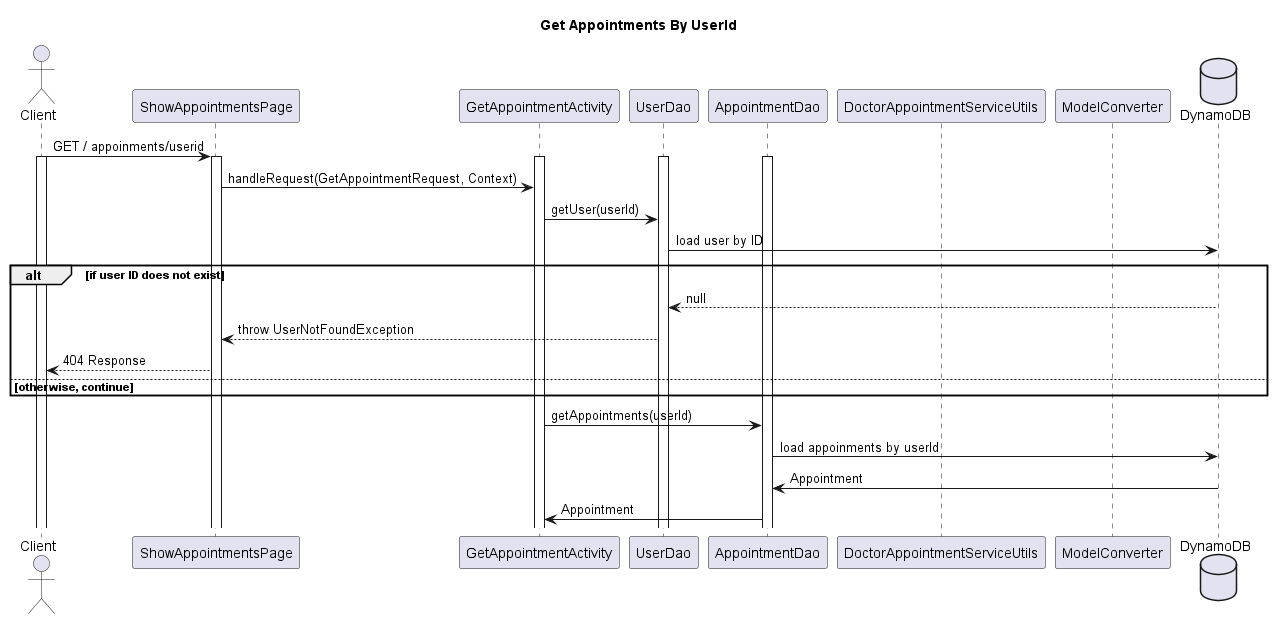 Get Appointments By UserId
Client
ShowAppointmentsPage
GetAppointmentActivity
UserDao
AppointmentDao
DoctorAppointmentServiceUtils
ModelConverter
DynamoDB
GET / appoinments/userid
handleRequest(GetAppointmentRequest, Context)
getUser(userId)
load user by ID
alt
[if user ID does not exist]
null
throw UserNotFoundException
404 Response
[otherwise, continue]
getAppointments(userId)
load appoinments by userId
Appointment
Appointment
Client
ShowAppointmentsPage
GetAppointmentActivity
UserDao
AppointmentDao
DoctorAppointmentServiceUtils
ModelConverter
DynamoDB